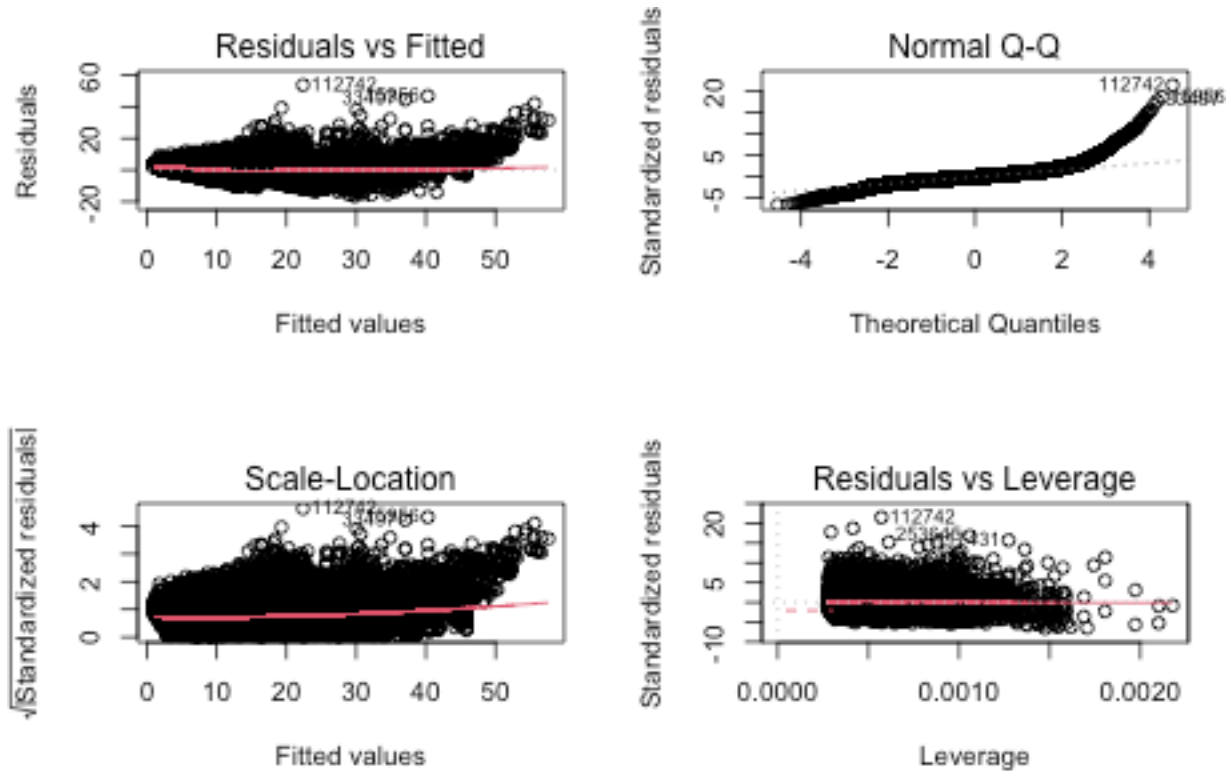 Residuals vs Fitted
Residuals
60
20
-20
112742
0 10 20 30 40 50
Fitted values
Normal Q-Q
Standardized residuals
20
5
-5
112742
-4 -2 0 2 4
Theoretical Quantiles
Scale-Location
√|Standardized residuals|
4
2
0
112742
0 10 20 30 40 50
Fitted values
Residuals vs Leverage
Standardized residuals
20
5
-10
112742
0.0000 0.0010 0.0020
Leverage